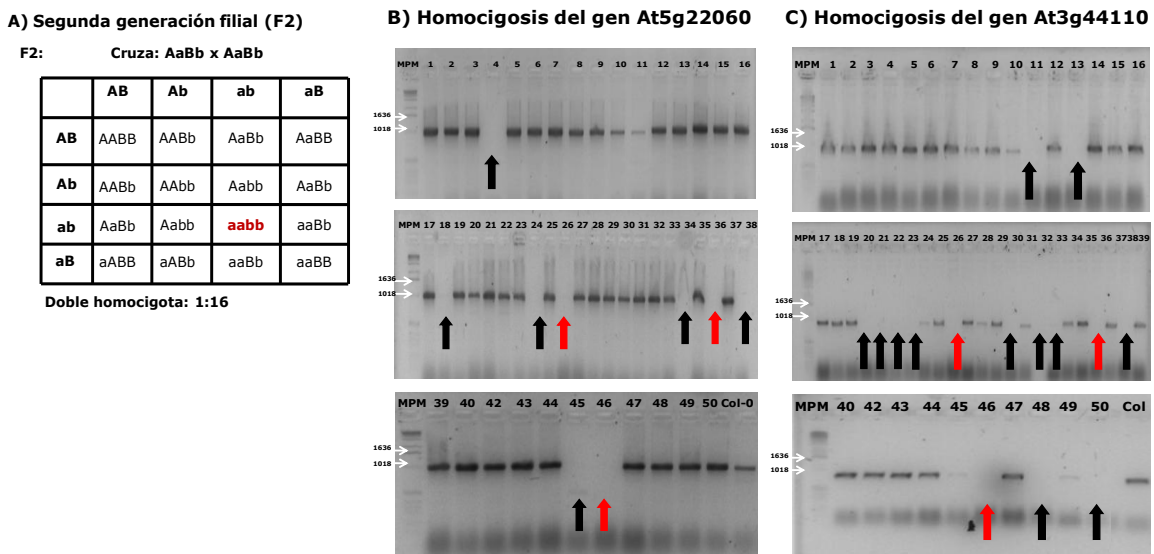 A) Segunda generación filial (F2)
F2: Cruza: AaBb x AaBb
AB Ab ab aB
AB AABB AABb AaBb AaBB
Ab AABb AAbb Aabb AaBb
ab AaBb Aabb aabb aaBb
aB aABB aABb aaBb aaBB
Doble homocigota: 1:16
B) Homocigosis del gen At5g22060
MPM 1 2 3 4 5 6 7 8 9 10 11 12 13 14 15 16
1636
1018
17 18 19 20 21 22 23 24 25 26 27 28 29 30 31 32 33 34 35 36 37 38
1636
1018
MPM 39 40 42 43 44 45 46 47 48 49 50 Col-0
1636
1018
C) Homocigosis del gen At3g44110
MPM 1 2 3 4 5 6 7 8 9 10 11 12 13 14 15 16
1636
1018
17 18 19 20 21 22 23 24 25 26 27 28 29 30 31 32 33 34 35 36 373839
1636
1018
MPM 40 42 43 44 45 46 47 48 49 50 Col
1636
1018